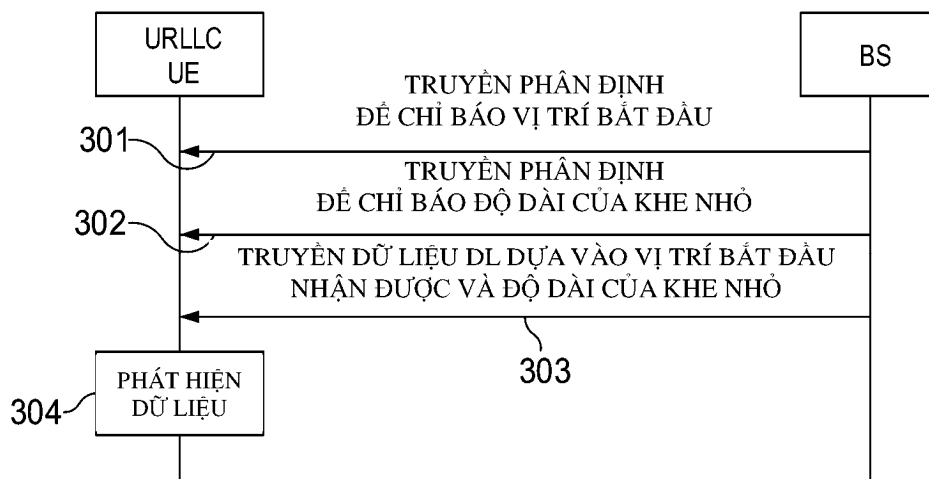 URLLC
UE
BS
TRUYỀN PHÂN ĐỊNH
ĐỂ CHỈ BÁO VỊ TRÍ BẮT ĐẦU
301
TRUYỀN PHÂN ĐỊNH
ĐỂ CHỈ BÁO ĐỘ DÀI CỦA KHE NHỎ
302
TRUYỀN DỮ LIỆU DL DỰA VÀO VỊ TRÍ BẮT ĐẦU
NHẬN ĐƯỢC VÀ ĐỘ DÀI CỦA KHE NHỎ
303
PHÁT HIỆN
DỮ LIỆU
304